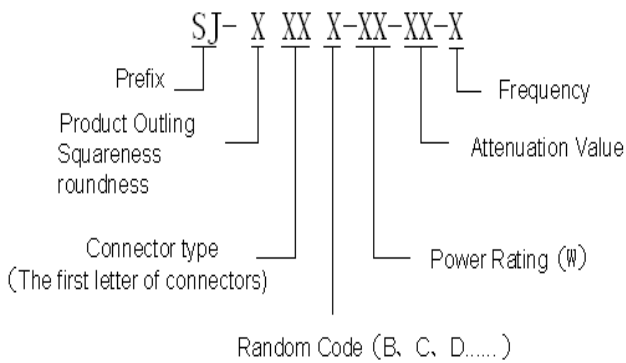 SJ- X XX X-XX-XX-X
Prefix
Frequency
Product Outling
Squareness
roundness
Attenuation Value
Connector type
(The first letter of connectors)
Power Rating (W)
Random Code (B、C、D......)